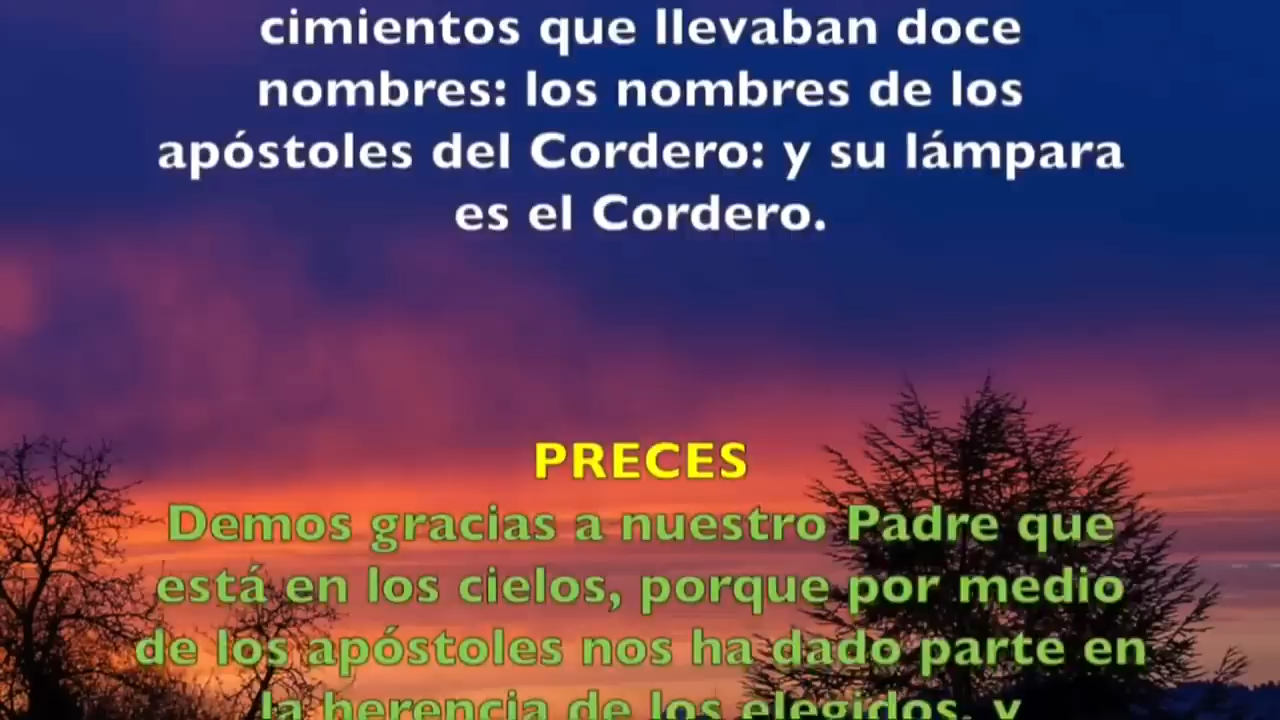 cimientos que llevaban doce
nombres: los nombres de los
apóstoles del Cordero: y su lámpara
es el Cordero.
PRECES
Demos gracias a nuestro Padre que
está en los cielos, porque por medio
de los apóstoles nos ha dado parte en
la herencia de los elegidos, y